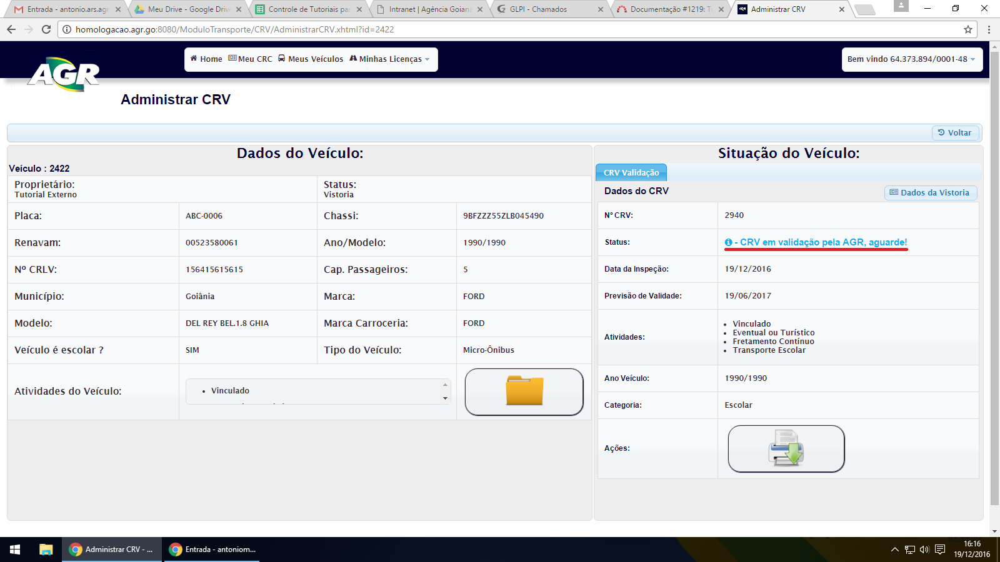 Entrada - antonio.ars.agr
Meu Drive - Google Drive
Controle de Tutoriais pa
Intranet | Agência Goian
GLPI - Chamados
Documentação #1219: T
Administrar CRV
homologacao.agr.go:8080/ModuloTransporte/CRV/AdministrarCRV.xhtml?id=2422
AGR
Home
Meu CRC
Meus Veículos
Minhas Licenças
Bem vindo 64.373.894/0001-48
Administrar CRV
Voltar
Dados do Veículo:
Veículo : 2422
Proprietário:
Tutorial Externo
Status:
Vistoria
Placa:
ABC-0006
Chassi:
9BFZZZ55ZLB045490
Renavam:
00523580061
Ano/Modelo:
1990/1990
Nº CRLV:
156415615615
Cap. Passageiros:
5
Município:
Goiânia
Marca:
FORD
Modelo:
DEL REY BEL.1.8 GHIA
Marca Carroceria:
FORD
Veículo é escolar ?
SIM
Tipo do Veículo:
Micro-Ônibus
Atividades do Veículo:
• Vinculado
Situação do Veículo:
CRV Validação
Dados do CRV
Dados da Vistoria
Nº CRV:
2940
Status:
- CRV em validação pela AGR, aguarde!
Data da Inspeção:
19/12/2016
Previsão de Validade:
19/06/2017
Atividades:
• Vinculado
• Eventual ou Turístico
• Fretamento Contínuo
• Transporte Escolar
Ano Veículo:
1990/1990
Categoria:
Escolar
Ações:
Administrar CRV - ...
Entrada - antoniom...
16:16
19/12/2016